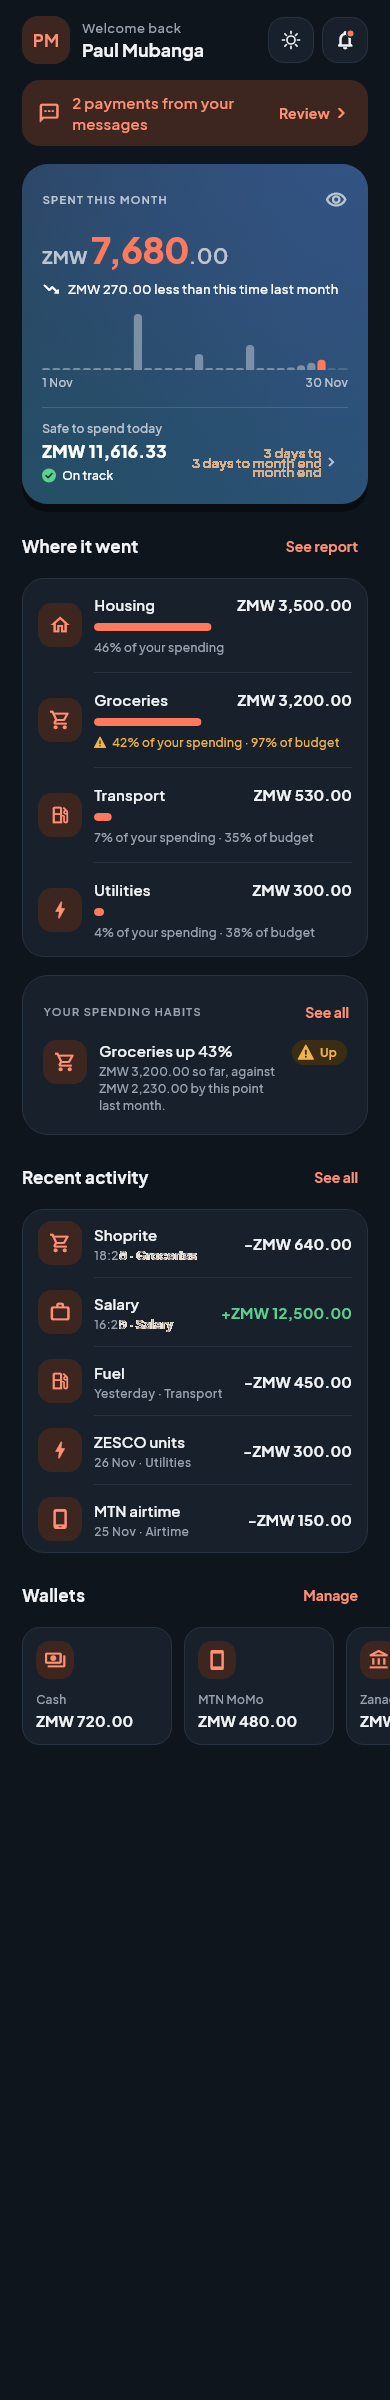 PM
Welcome back
Paul Mubanga
2 payments from your
messages
Review
SPENT THIS MONTH
ZMW 7,680.00
ZMW 270.00 less than this time last month
1 Nov
30 Nov
Safe to spend today
ZMW 11,616.33
3 days to month end
On track
Where it went
See report
Housing
ZMW 3,500.00
46% of your spending
Groceries
ZMW 3,200.00
42% of your spending · 97% of budget
Transport
ZMW 530.00
7% of your spending · 35% of budget
Utilities
ZMW 300.00
4% of your spending · 38% of budget
YOUR SPENDING HABITS
See all
Groceries up 43%
Up
ZMW 3,200.00 so far, against
ZMW 2,230.00 by this point
last month.
Recent activity
See all
Shoprite
-ZMW 640.00
Salary
+ZMW 12,500.00
Fuel
-ZMW 450.00
Yesterday · Transport
ZESCO units
-ZMW 300.00
26 Nov · Utilities
MTN airtime
-ZMW 150.00
25 Nov · Airtime
Wallets
Manage
Cash
ZMW 720.00
MTN MoMo
ZMW 480.00